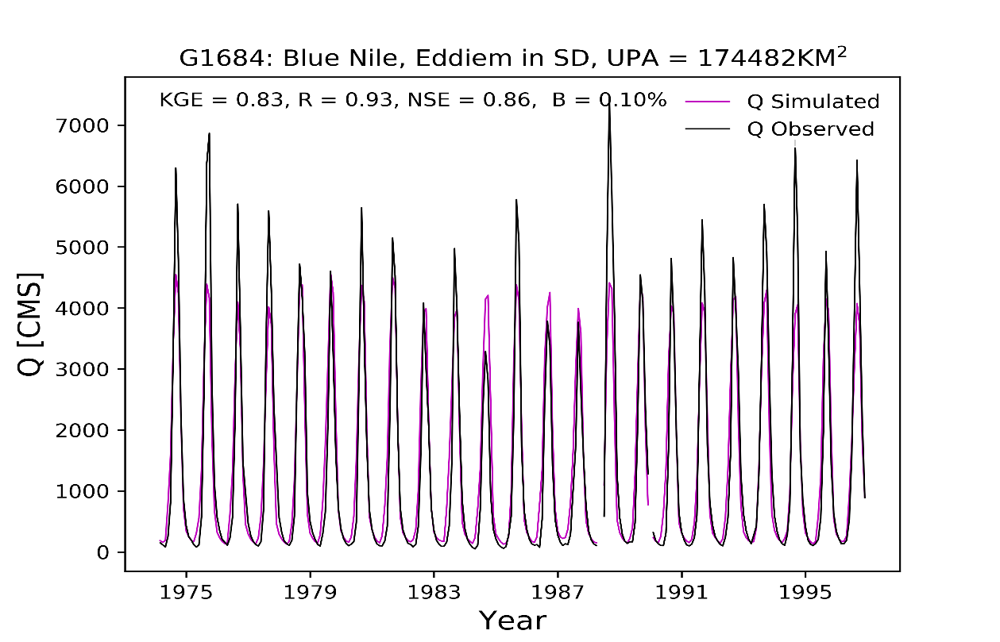 G1684: Blue Nile, Eddiem in SD, UPA = 174482KM²
KGE = 0.83, R = 0.93, NSE = 0.86, B = 0.10%
Q Simulated
Q Observed
7000
6000
5000
4000
3000
2000
1000
0
Q [CMS]
1975 1979 1983 1987 1991 1995
Year